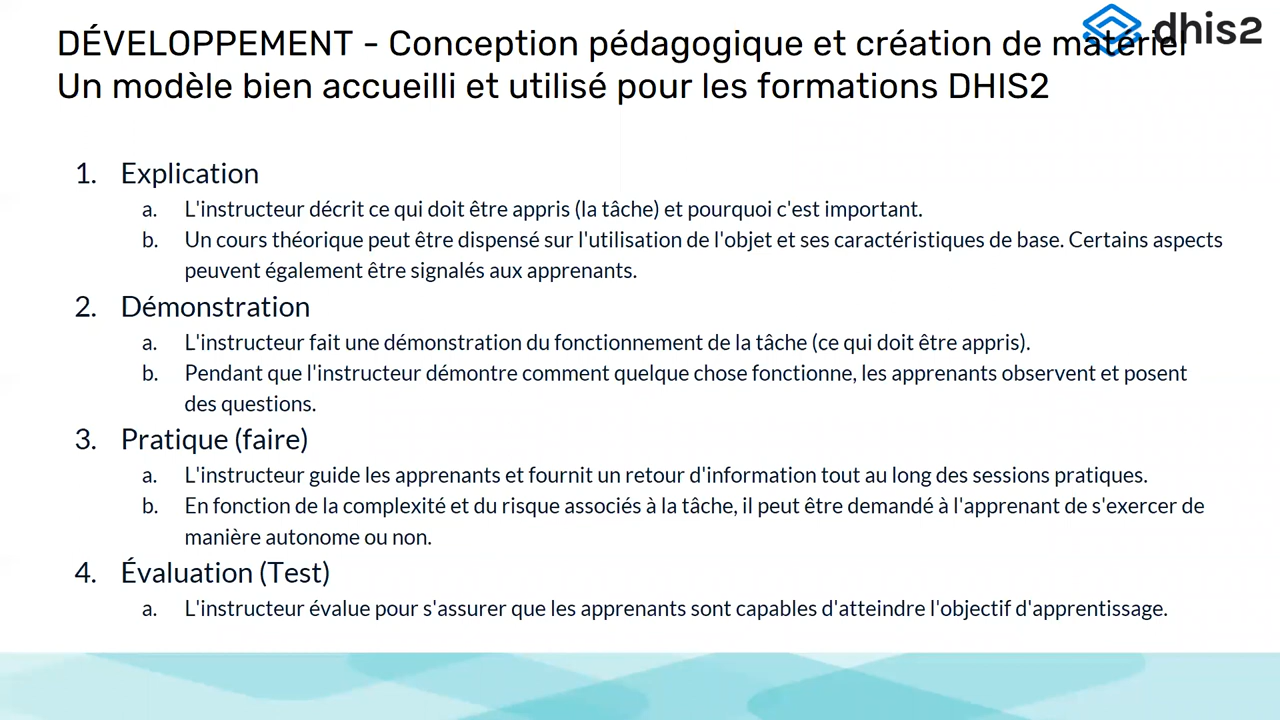 DÉVELOPPEMENT - Conception pédagogique et création de matériel
dhis2
Un modèle bien accueilli et utilisé pour les formations DHIS2
1. Explication
a. L'instructeur décrit ce qui doit être appris (la tâche) et pourquoi c'est important.
b. Un cours théorique peut être dispensé sur l'utilisation de l'objet et ses caractéristiques de base. Certains aspects
peuvent également être signalés aux apprenants.
2. Démonstration
a. L'instructeur fait une démonstration du fonctionnement de la tâche (ce qui doit être appris).
b. Pendant que l'instructeur démontre comment quelque chose fonctionne, les apprenants observent et posent
des questions.
3. Pratique (faire)
a. L'instructeur guide les apprenants et fournit un retour d'information tout au long des sessions pratiques.
b. En fonction de la complexité et du risque associés à la tâche, il peut être demandé à l'apprenant de s'exercer de
manière autonome ou non.
4. Évaluation (Test)
a. L'instructeur évalue pour s'assurer que les apprenants sont capables d'atteindre l'objectif d'apprentissage.